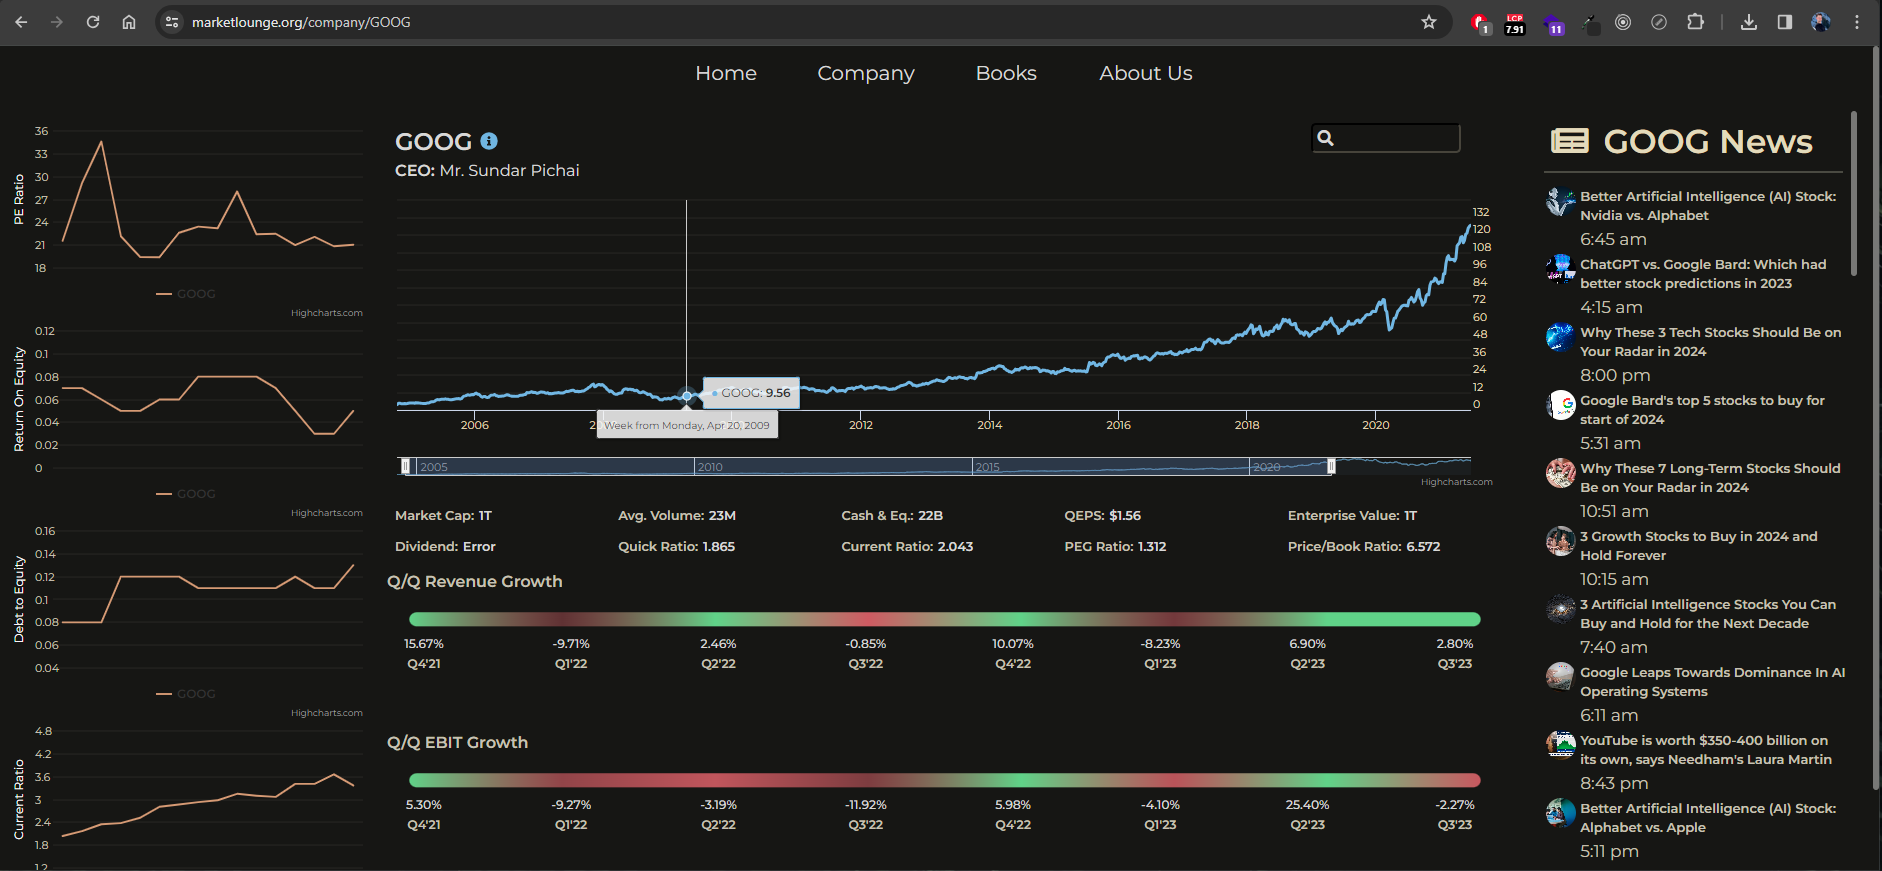 marketlounge.org/company/GOOG
1
LCP
7.91
11
Home Company Books About Us
36
33
30
27
24
21
18
PE Ratio
GOOG
Highcharts.com
0.12
0.1
0.08
0.06
0.04
0.02
0
Return On Equity
GOOG
Highcharts.com
0.16
0.14
0.12
0.1
0.08
0.06
0.04
Debt to Equity
GOOG
Highcharts.com
4.8
4.2
3.6
3
2.4
1.8
1.2
Current Ratio
GOOG
CEO: Mr. Sundar Pichai
132
120
108
96
84
72
60
48
36
24
12
0
GOOG: 9.56
2006 2012 2014 2016 2018 2020
Week from Monday, Apr 20, 2009
2005 2010 2015 2020
Highcharts.com
Market Cap: 1T Avg. Volume: 23M Cash & Eq.: 22B QEPS: $1.56 Enterprise Value: 1T
Dividend: Error Quick Ratio: 1.865 Current Ratio: 2.043 PEG Ratio: 1.312 Price/Book Ratio: 6.572
Q/Q Revenue Growth
15.67% -9.71% 2.46% -0.85% 10.07% -8.23% 6.90% 2.80%
Q4'21 Q1'22 Q2'22 Q3'22 Q4'22 Q1'23 Q2'23 Q3'23
Q/Q EBIT Growth
5.30% -9.27% -3.19% -11.92% 5.98% -4.10% 25.40% -2.27%
Q4'21 Q1'22 Q2'22 Q3'22 Q4'22 Q1'23 Q2'23 Q3'23
GOOG News
Better Artificial Intelligence (AI) Stock:
Nvidia vs. Alphabet
6:45 am
ChatGPT vs. Google Bard: Which had
better stock predictions in 2023
4:15 am
Why These 3 Tech Stocks Should Be on
Your Radar in 2024
8:00 pm
Google Bard's top 5 stocks to buy for
start of 2024
5:31 am
Why These 7 Long-Term Stocks Should
Be on Your Radar in 2024
10:51 am
3 Growth Stocks to Buy in 2024 and
Hold Forever
10:15 am
3 Artificial Intelligence Stocks You Can
Buy and Hold for the Next Decade
7:40 am
Google Leaps Towards Dominance In AI
Operating Systems
6:11 am
YouTube is worth $350-400 billion on
its own, says Needham's Laura Martin
8:43 pm
Better Artificial Intelligence (AI) Stock:
Alphabet vs. Apple
5:11 pm